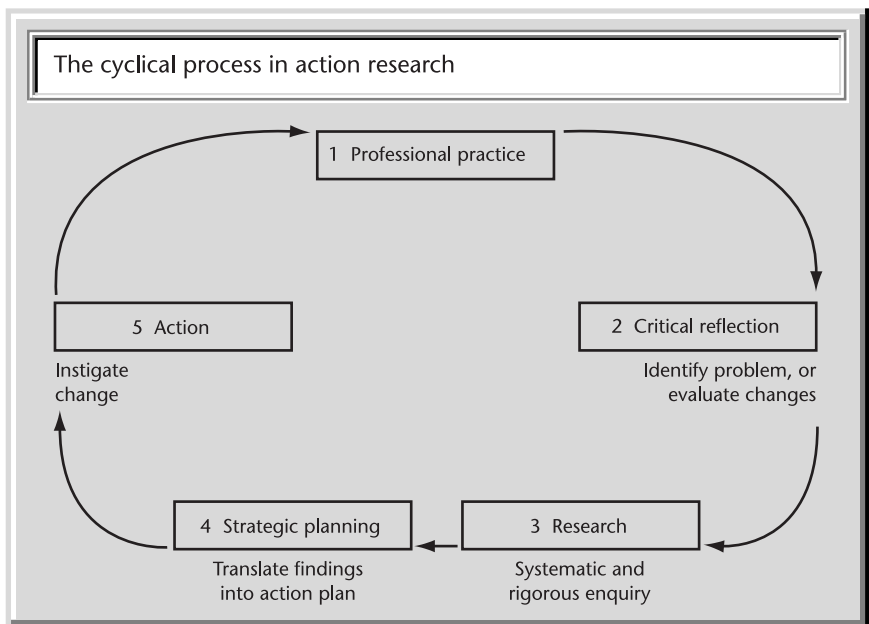 The cyclical process in action research
1 Professional practice
2 Critical reflection
Identify problem, or
evaluate changes
3 Research
Systematic and
rigorous enquiry
4 Strategic planning
Translate findings
into action plan
5 Action
Instigate
change